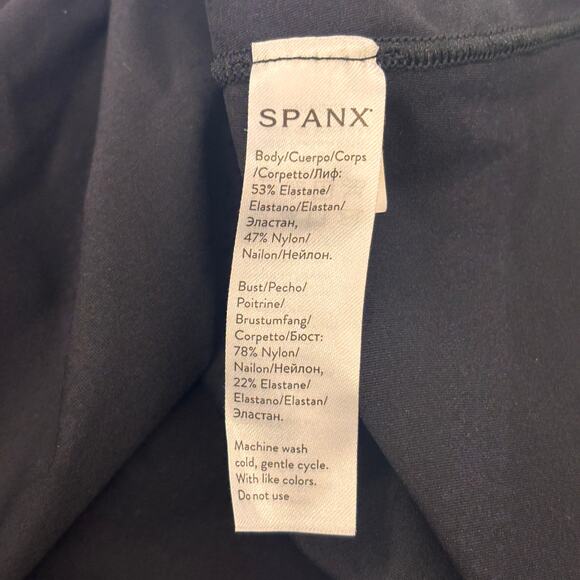 SPANX
Body/Cuerpo/Corps
/Corpetto/Лиф:
53% Elastane/
Elastano/Elastan/
Эластан,
47% Nylon/
Nailon/Нейлон.
Bust/Pecho/
Poitrine/
Brustumfang/
Corpetto/Бюст:
78% Nylon/
Nailon/Нейлон,
22% Elastane/
Elastano/Elastan/
Эластан.
Machine wash
cold, gentle cycle.
With like colors.
Do not use